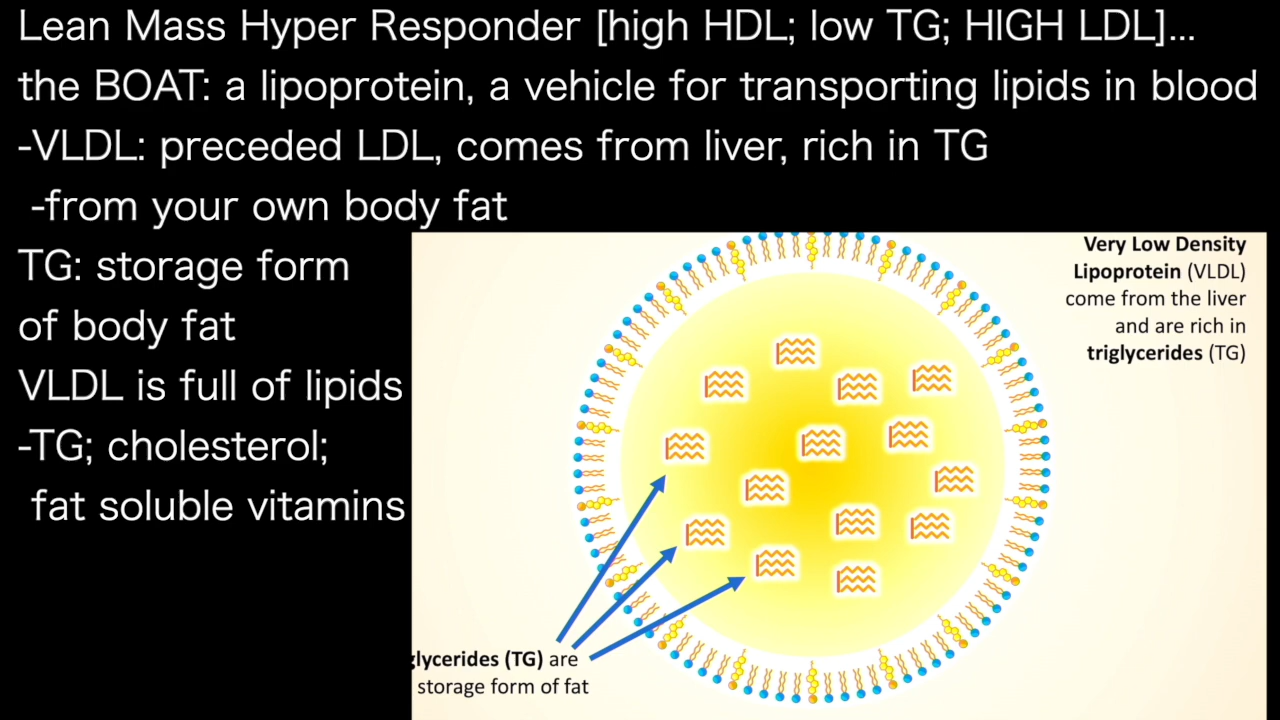 Lean Mass Hyper Responder [high HDL; low TG; HIGH LDL]...
the BOAT: a lipoprotein, a vehicle for transporting lipids in blood
-VLDL: preceded LDL, comes from liver, rich in TG
-from your own body fat
TG: storage form
of body fat
VLDL is full of lipids
-TG; cholesterol;
fat soluble vitamins
Very Low Density
Lipoprotein (VLDL)
come from the liver
and are rich in
triglycerides (TG)
glycerides (TG) are
storage form of fat